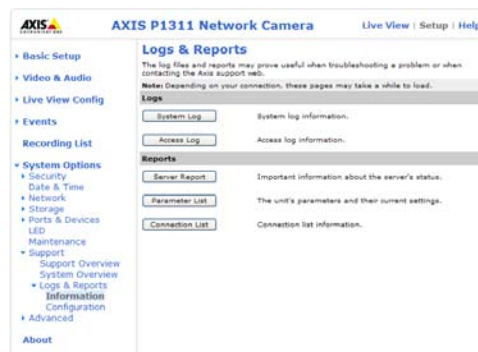 AXIS
COMMUNICATIONS
AXIS P1311 Network Camera
Live View | Setup | Help
Basic Setup
Video & Audio
Live View Config
Events
Recording List
System Options
Security
Date & Time
Network
Storage
Ports & Devices
LED
Maintenance
Support
Support Overview
System Overview
Logs & Reports
Information
Configuration
Advanced
About
Logs & Reports
The log files and reports may prove useful when troubleshooting a problem or when
contacting the Axis support web.
Note: Depending on your connection, these pages may take a while to load.
Logs
System Log
System log information.
Access Log
Access log information.
Reports
Server Report
Important information about the server's status.
Parameter List
The unit's parameters and their current settings.
Connection List
Connection list information.